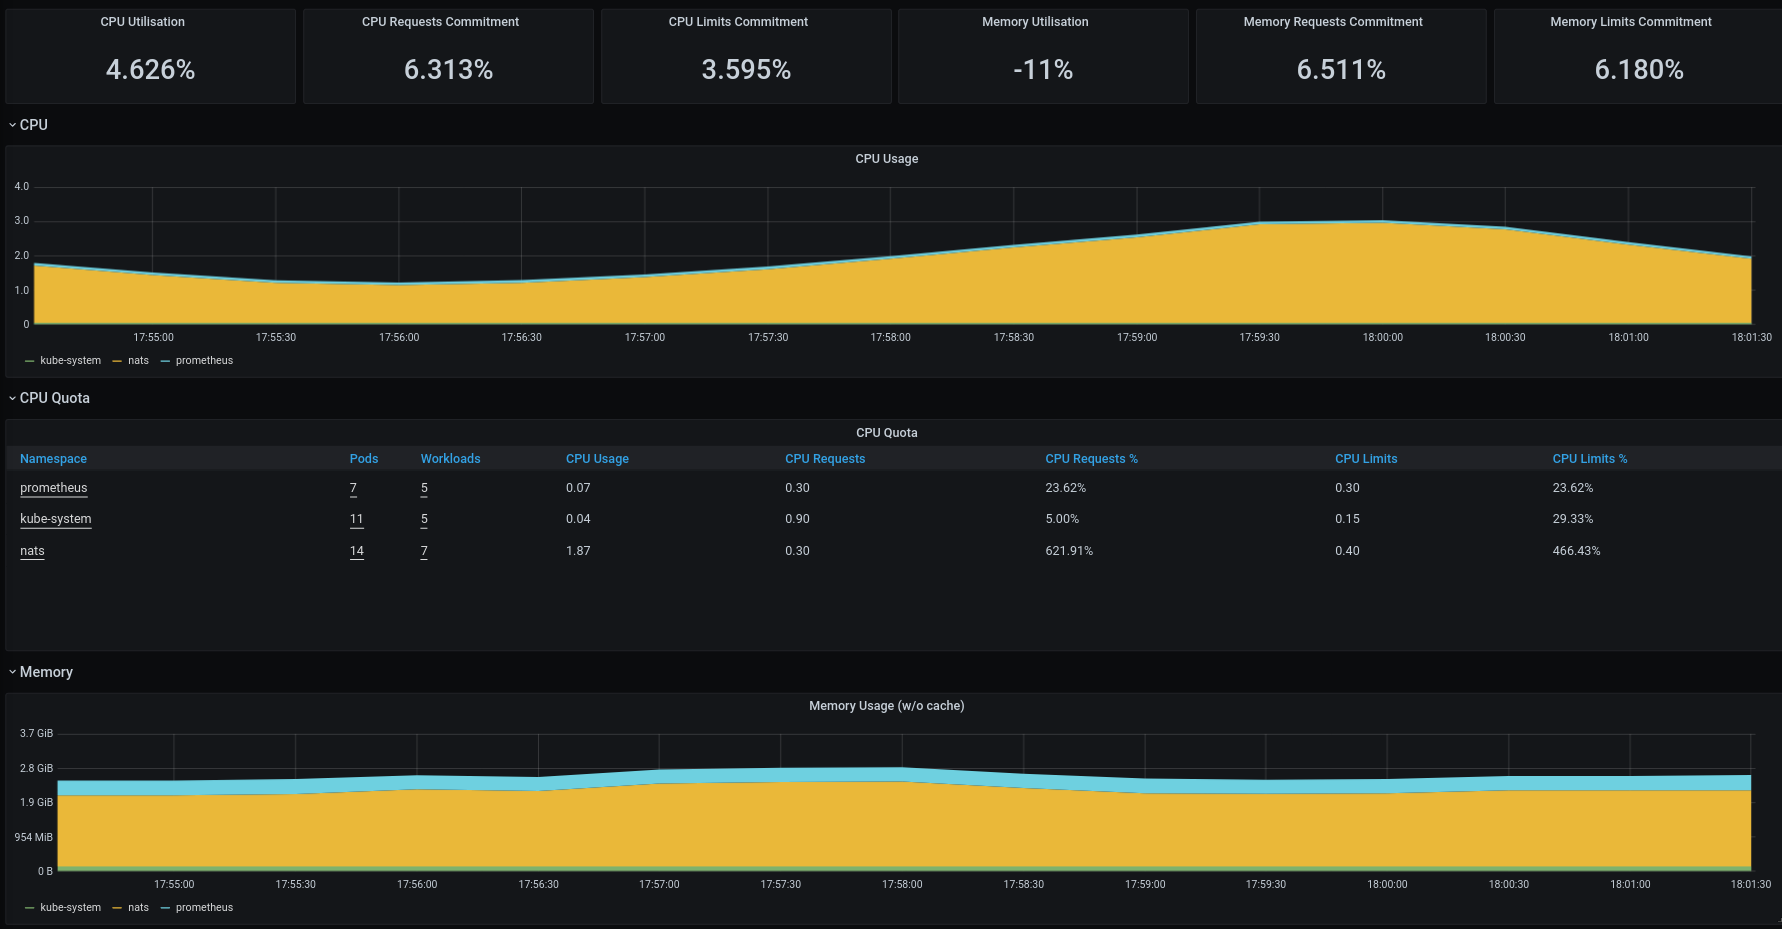 CPU Utilisation CPU Requests Commitment CPU Limits Commitment Memory Utilisation Memory Requests Commitment Memory Limits Commitment
4.626% 6.313% 3.595% -11% 6.511% 6.180%
CPU
CPU Usage
4.0
3.0
2.0
1.0
0
17:55:00 17:55:30 17:56:00 17:56:30 17:57:00 17:57:30 17:58:00 17:58:30 17:59:00 17:59:30 18:00:00 18:00:30 18:01:00 18:01:30
kube-system nats prometheus
CPU Quota
CPU Quota
Namespace Pods Workloads CPU Usage CPU Requests CPU Requests % CPU Limits CPU Limits %
prometheus 7 5 0.07 0.30 23.62% 0.30 23.62%
kube-system 11 5 0.04 0.90 5.00% 0.15 29.33%
nats 14 7 1.87 0.30 621.91% 0.40 466.43%
Memory
Memory Usage (w/o cache)
3.7 GiB
2.8 GiB
1.9 GiB
954 MiB
0 B
17:55:00 17:55:30 17:56:00 17:56:30 17:57:00 17:57:30 17:58:00 17:58:30 17:59:00 17:59:30 18:00:00 18:00:30 18:01:00 18:01:30
kube-system nats prometheus